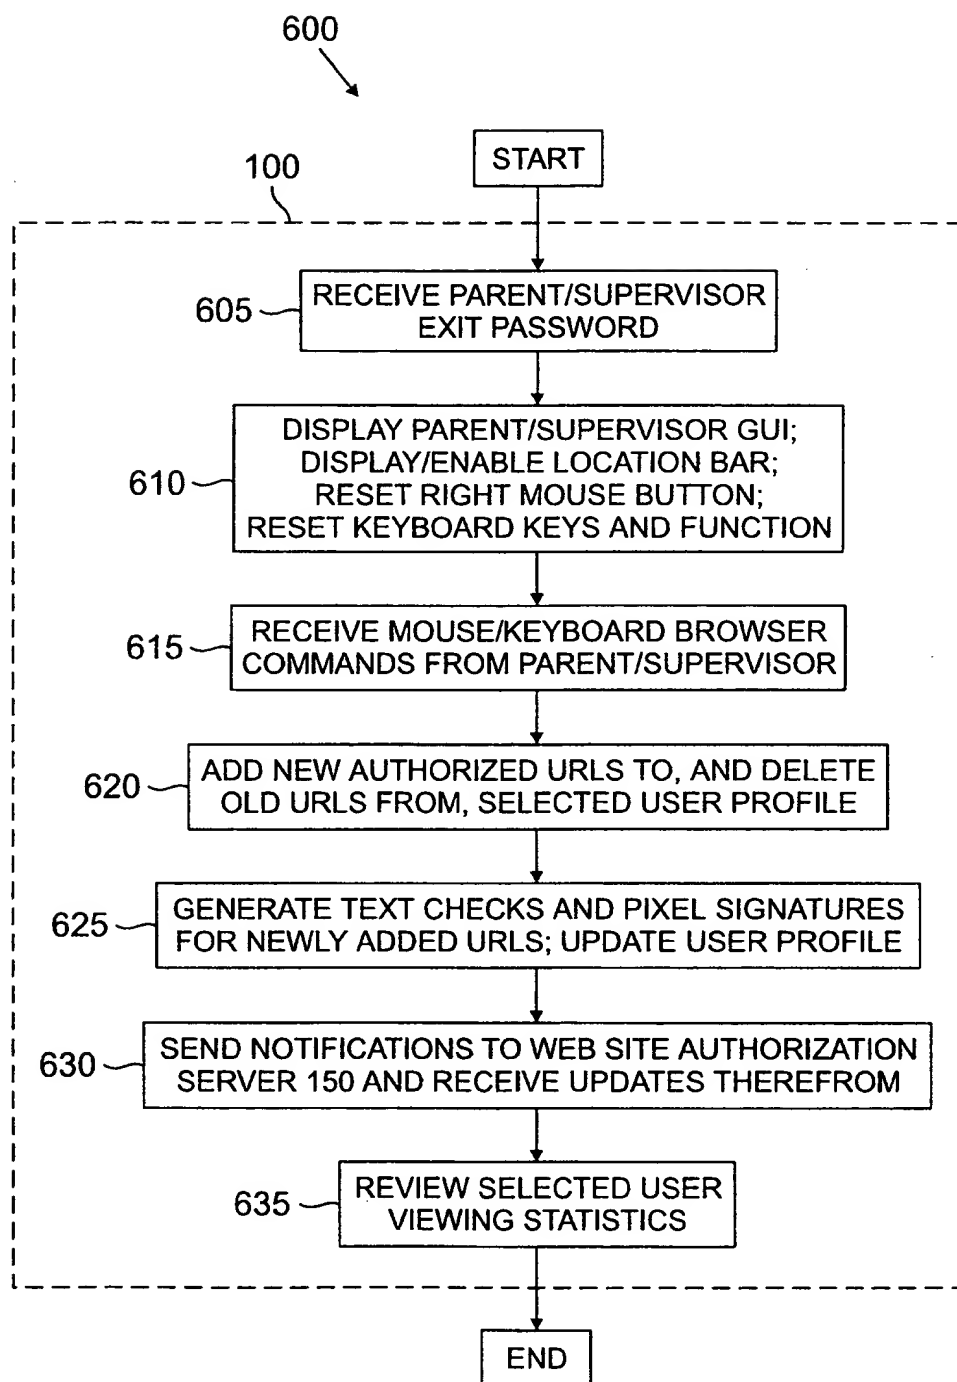 600
START
100
605
RECEIVE PARENT/SUPERVISOR
EXIT PASSWORD
610
DISPLAY PARENT/SUPERVISOR GUI;
DISPLAY/ENABLE LOCATION BAR;
RESET RIGHT MOUSE BUTTON;
RESET KEYBOARD KEYS AND FUNCTION
615
RECEIVE MOUSE/KEYBOARD BROWSER
COMMANDS FROM PARENT/SUPERVISOR
620
ADD NEW AUTHORIZED URLS TO, AND DELETE
OLD URLS FROM, SELECTED USER PROFILE
625
GENERATE TEXT CHECKS AND PIXEL SIGNATURES
FOR NEWLY ADDED URLS; UPDATE USER PROFILE
630
SEND NOTIFICATIONS TO WEB SITE AUTHORIZATION
SERVER 150 AND RECEIVE UPDATES THEREFROM
635
REVIEW SELECTED USER
VIEWING STATISTICS
END